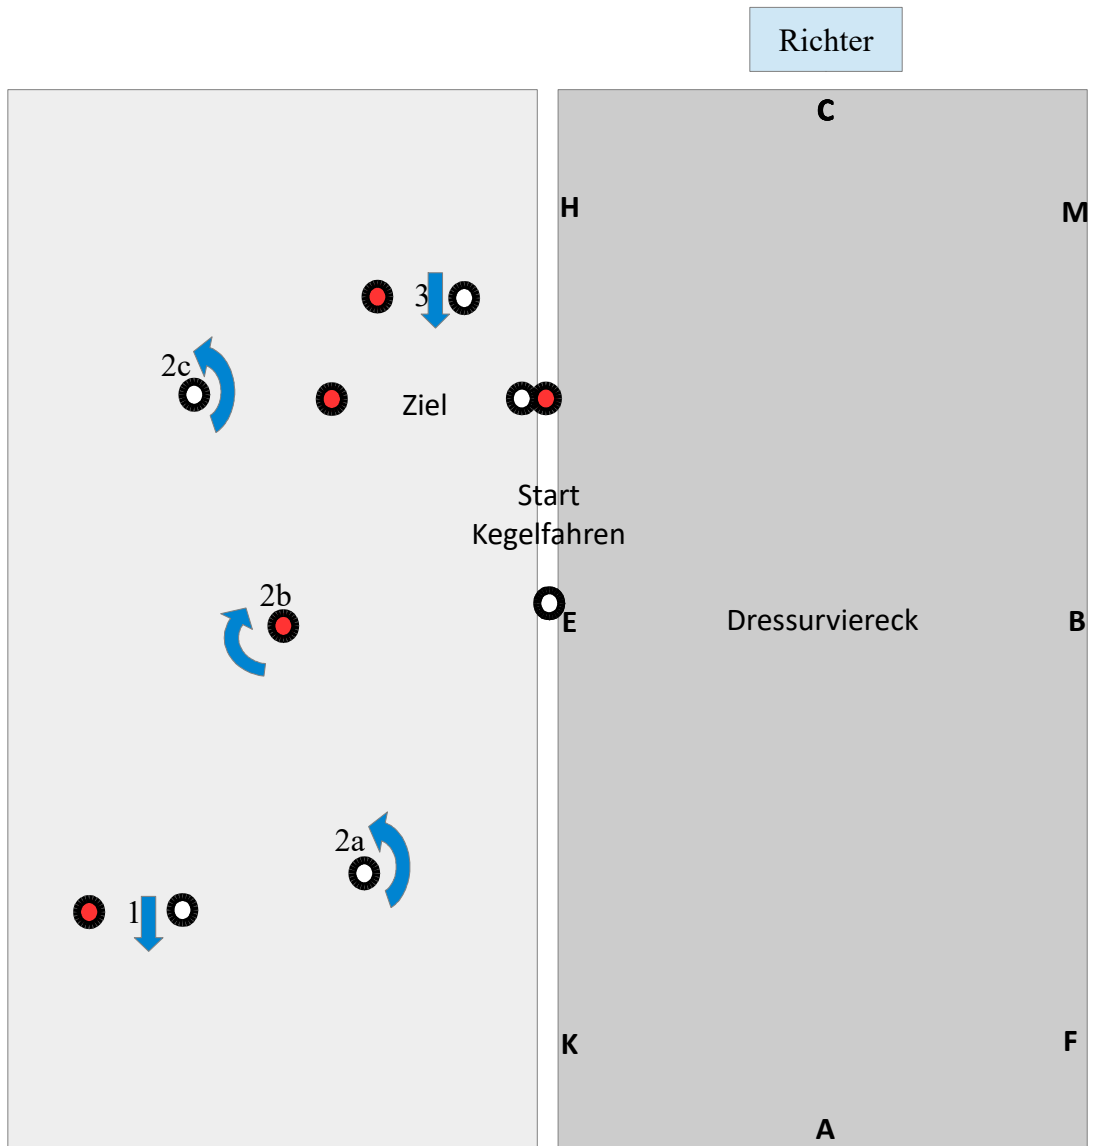 Richter
C
H
M
3
2c
Ziel
Start
Kegelfahren
2b
E
Dressurviereck
B
2a
1
K
F
A